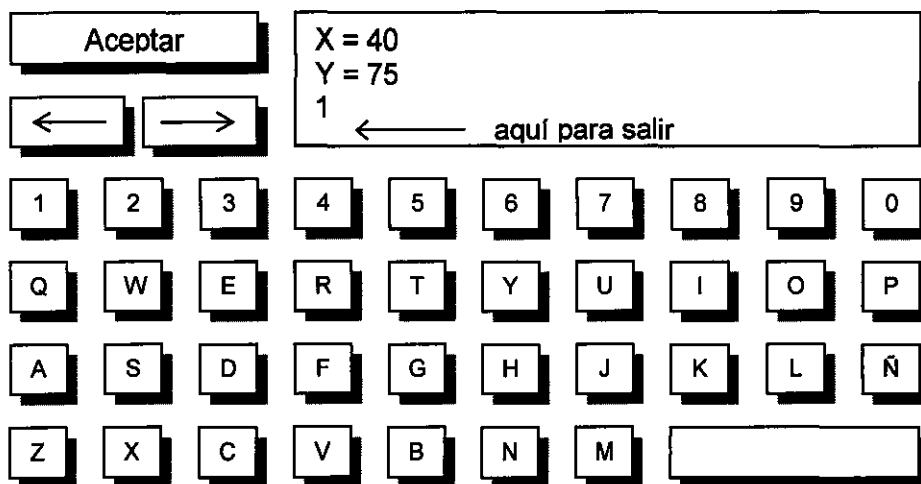 Aceptar
X = 40
Y = 75
1
← aquí para salir
← →
1 2 3 4 5 6 7 8 9 0
Q W E R T Y U I O P
A S D F G H J K L Ñ
Z X C V B N M